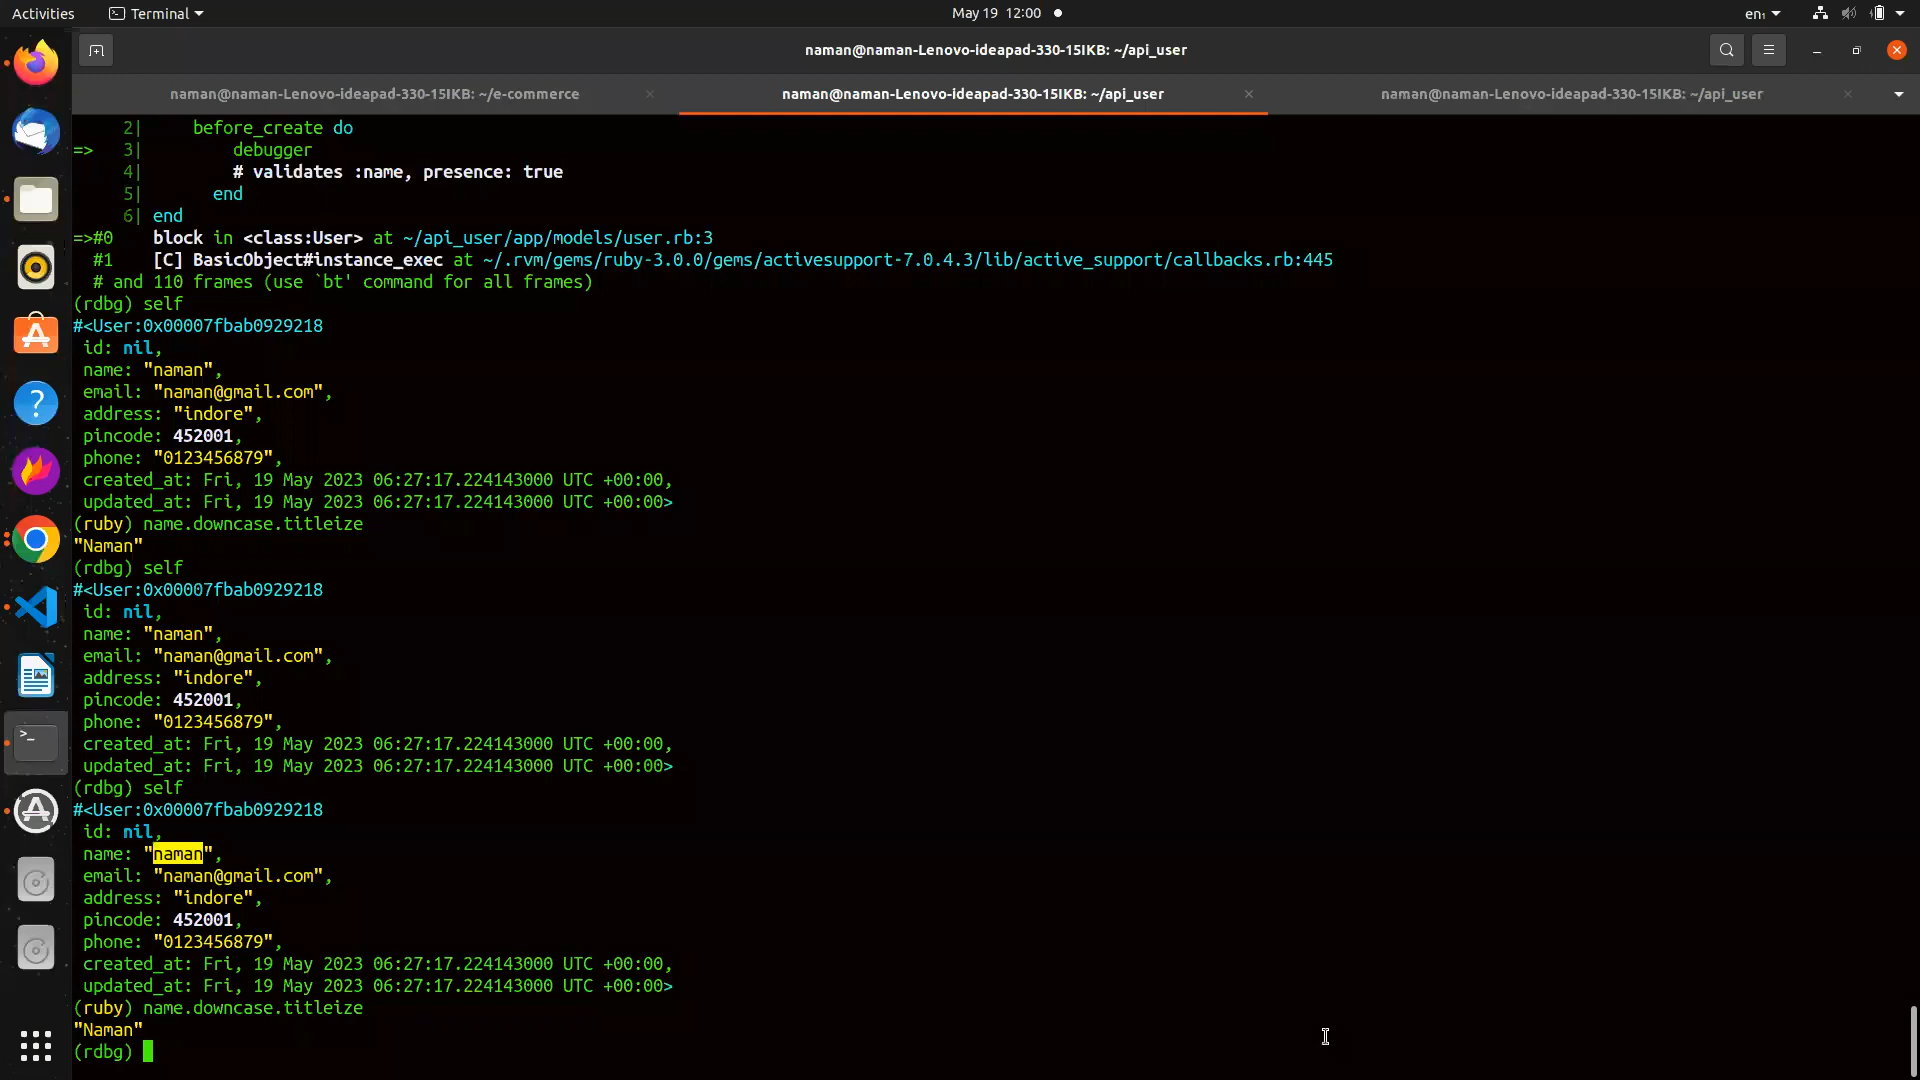 Activities
Terminal
May 19 12:00
en₁
naman@naman-Lenovo-ideapad-330-15IKB: ~/api_user
naman@naman-Lenovo-ideapad-330-15IKB: ~/e-commerce
naman@naman-Lenovo-ideapad-330-15IKB: ~/api_user
naman@naman-Lenovo-ideapad-330-15IKB: ~/api_user
2| before_create do
=> 3| debugger
4| # validates :name, presence: true
5| end
6| end
=>#0 block in <class:User> at ~/api_user/app/models/user.rb:3
#1 [C] BasicObject#instance_exec at ~/.rvm/gems/ruby-3.0.0/gems/activesupport-7.0.4.3/lib/active_support/callbacks.rb:445
# and 110 frames (use `bt' command for all frames)
(rdbg) self
#<User:0x00007fbab0929218
id: nil,
name: "naman",
email: "naman@gmail.com",
address: "indore",
pincode: 452001,
phone: "0123456879",
created_at: Fri, 19 May 2023 06:27:17.224143000 UTC +00:00,
updated_at: Fri, 19 May 2023 06:27:17.224143000 UTC +00:00>
(ruby) name.downcase.titleize
"Naman"
(rdbg) self
#<User:0x00007fbab0929218
id: nil,
name: "naman",
email: "naman@gmail.com",
address: "indore",
pincode: 452001,
phone: "0123456879",
created_at: Fri, 19 May 2023 06:27:17.224143000 UTC +00:00,
updated_at: Fri, 19 May 2023 06:27:17.224143000 UTC +00:00>
(rdbg) self
#<User:0x00007fbab0929218
id: nil,
name: "naman",
email: "naman@gmail.com",
address: "indore",
pincode: 452001,
phone: "0123456879",
created_at: Fri, 19 May 2023 06:27:17.224143000 UTC +00:00,
updated_at: Fri, 19 May 2023 06:27:17.224143000 UTC +00:00>
(ruby) name.downcase.titleize
"Naman"
(rdbg)